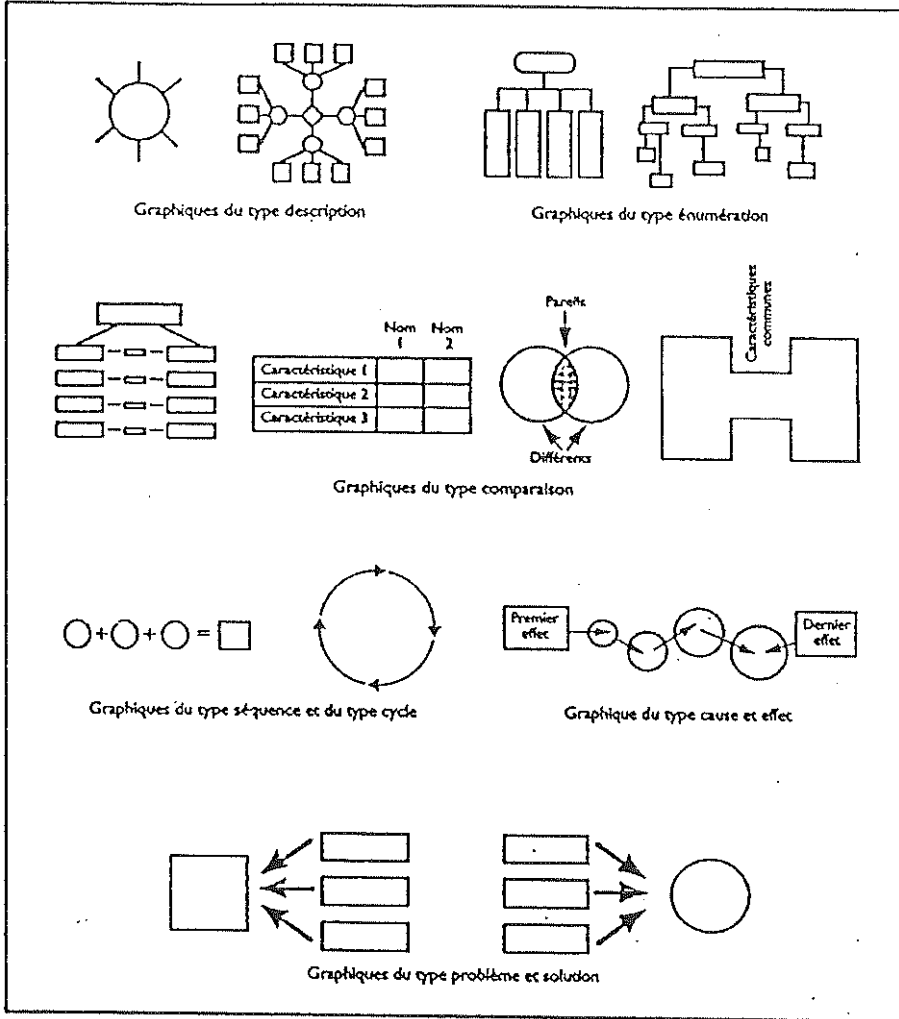 Graphiques du type description
Graphiques du type énumération
Nom 1
Nom 2
Caractéristique 1
Caractéristique 2
Caractéristique 3
Pareils
Différents
Caractéristiques
communes
Graphiques du type comparaison
Premier
effet
Dernier
effet
Graphiques du type séquence et du type cycle
Graphique du type cause et effet
Graphiques du type problème et solution